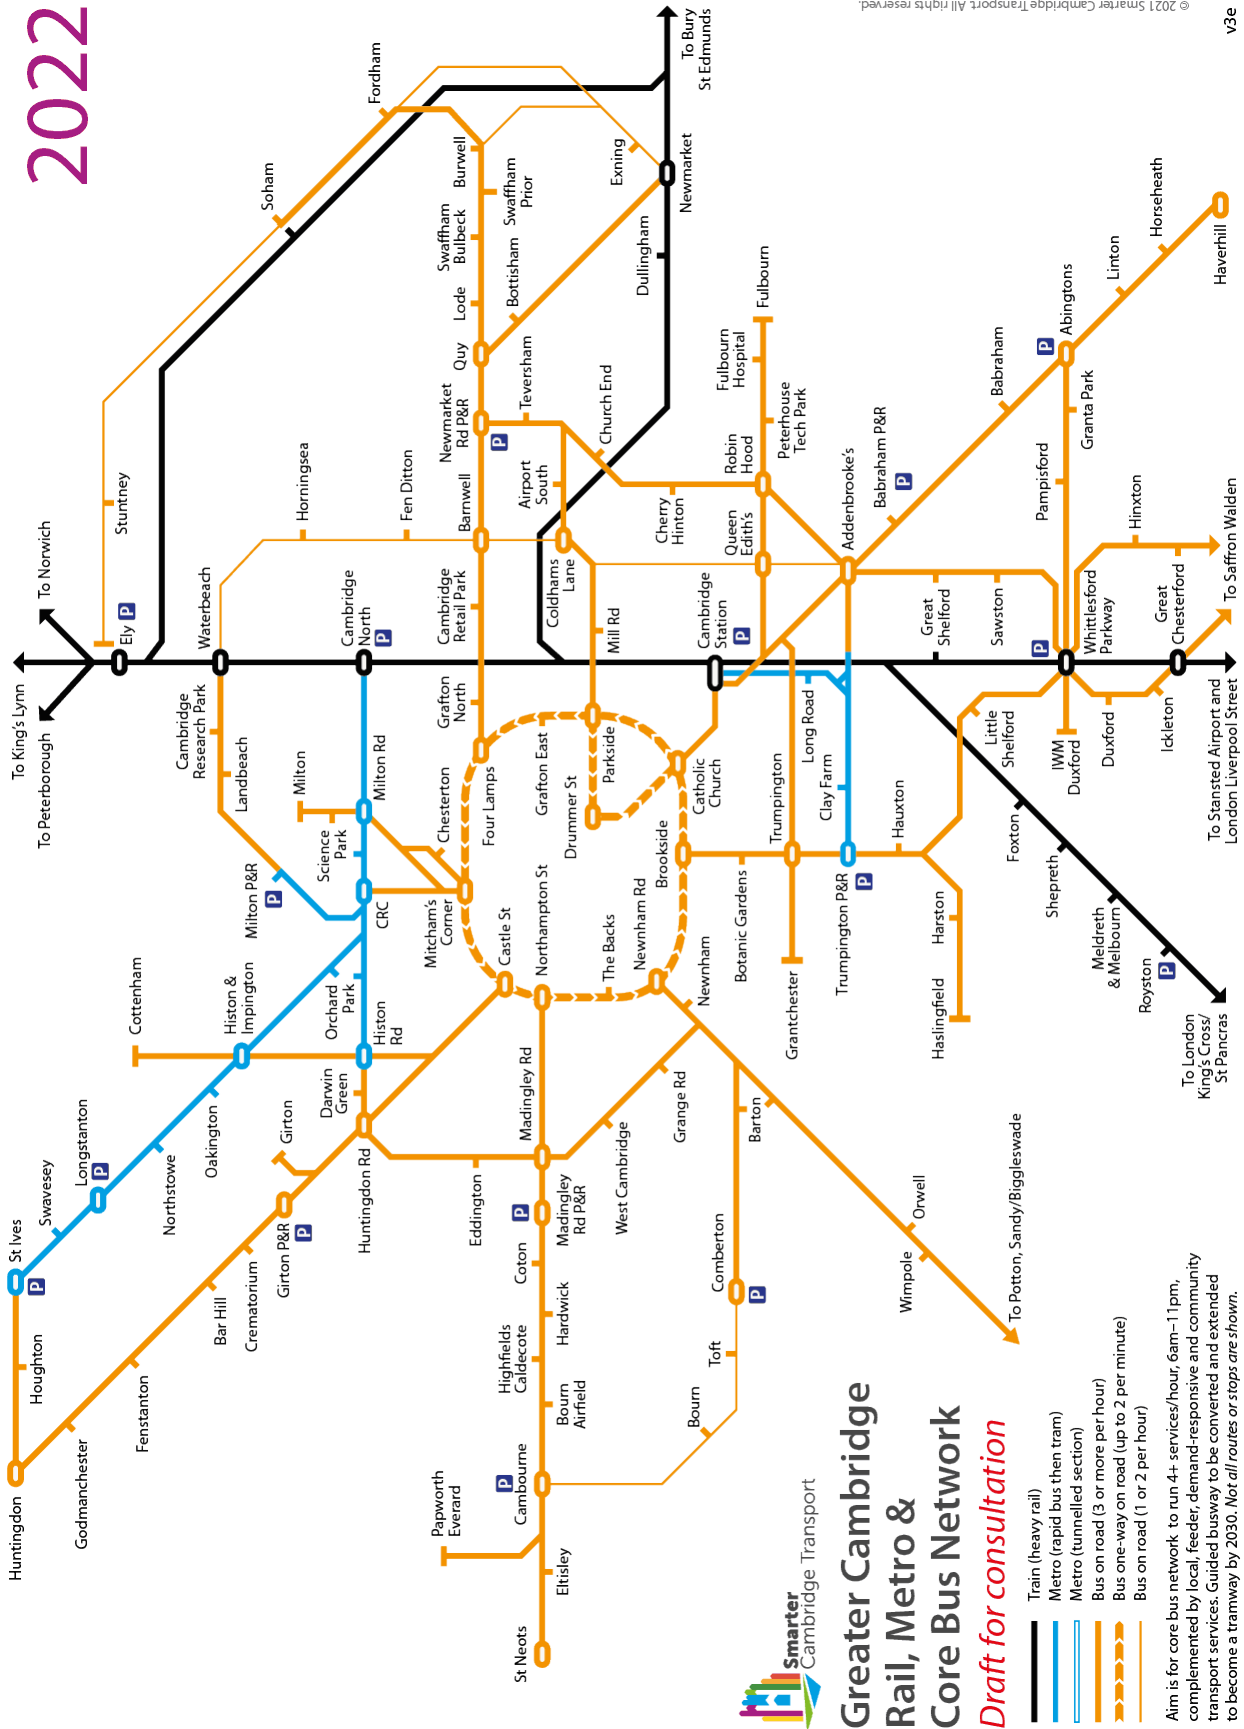 Smarter
Cambridge Transport
Greater Cambridge
Rail, Metro &
Core Bus Network
Draft for consultation
Train (heavy rail)
Metro (rapid bus then tram)
Metro (tunnelled section)
Bus on road (3 or more per hour)
Bus one-way on road (up to 2 per minute)
Bus on road (1 or 2 per hour)
Aim is for core bus network to run 4+ services/hour, 6am–11pm,
complemented by local, feeder, demand-responsive and community
transport services. Guided busway to be converted and extended
to become a tramway by 2030. Not all routes or stops are shown.
2022
© 2021 Smarter Cambridge Transport. All rights reserved.
v3e
Huntingdon
Houghton
St Ives
P
Swavesey
Longstanton
P
Northstowe
Oakington
Histon &
Impington
Cottenham
Orchard
Park
Godmanchester
Fenstanton
Bar Hill
Crematorium
Girton P&R
P
Girton
Huntingdon Rd
Darwin
Green
Histon
Rd
CRC
Milton P&R
P
Science
Park
Milton
Milton Rd
Landbeach
Cambridge
Research Park
Waterbeach
Cambridge
North
P
To Peterborough
To King's Lynn
To Norwich
Ely
P
Stuntney
Soham
Fordham
Horningsea
Fen Ditton
Chesterton
Mitcham's
Corner
Castle St
Northampton St
The Backs
Newnham Rd
Brookside
Catholic
Church
Drummer St
Parkside
Grafton East
Four Lamps
Grafton
North
Cambridge
Retail Park
Barnwell
Newmarket
Rd P&R
P
Quy
Lode
Swaffham
Bulbeck
Swaffham
Prior
Burwell
Exning
Bottisham
Newmarket
Dullingham
To Bury
St Edmunds
Teversham
Airport
South
Church End
Coldhams
Lane
Mill Rd
Cherry
Hinton
Cambridge
Station
P
Queen
Edith's
Robin
Hood
Peterhouse
Tech Park
Fulbourn
Hospital
Fulbourn
Addenbrooke's
Babraham P&R
P
Babraham
P
Abingtons
Linton
Horseheath
Haverhill
Granta Park
Pampisford
Great
Shelford
Sawston
P
Whittlesford
Parkway
Hinxton
Great
Chesterford
To Saffron Walden
To Stansted Airport and
London Liverpool Street
IWM
Duxford
Duxford
Ickleton
Little
Shelford
Long Road
Clay Farm
Trumpington
Trumpington P&R
P
Botanic Gardens
Grantchester
Hauxton
Harston
Haslingfield
Foxton
Shepreth
Meldreth
& Melbourn
Royston
P
To London
King's Cross/
St Pancras
St Neots
Eltisley
Papworth
Everard
Cambourne
P
Bourn
Airfield
Highfields
Caldecote
Hardwick
Coton
Madingley
Rd P&R
P
Madingley Rd
Eddington
West Cambridge
Grange Rd
Newnham
Barton
Comberton
P
Toft
Bourn
Orwell
Wimpole
To Potton, Sandy/Biggleswade